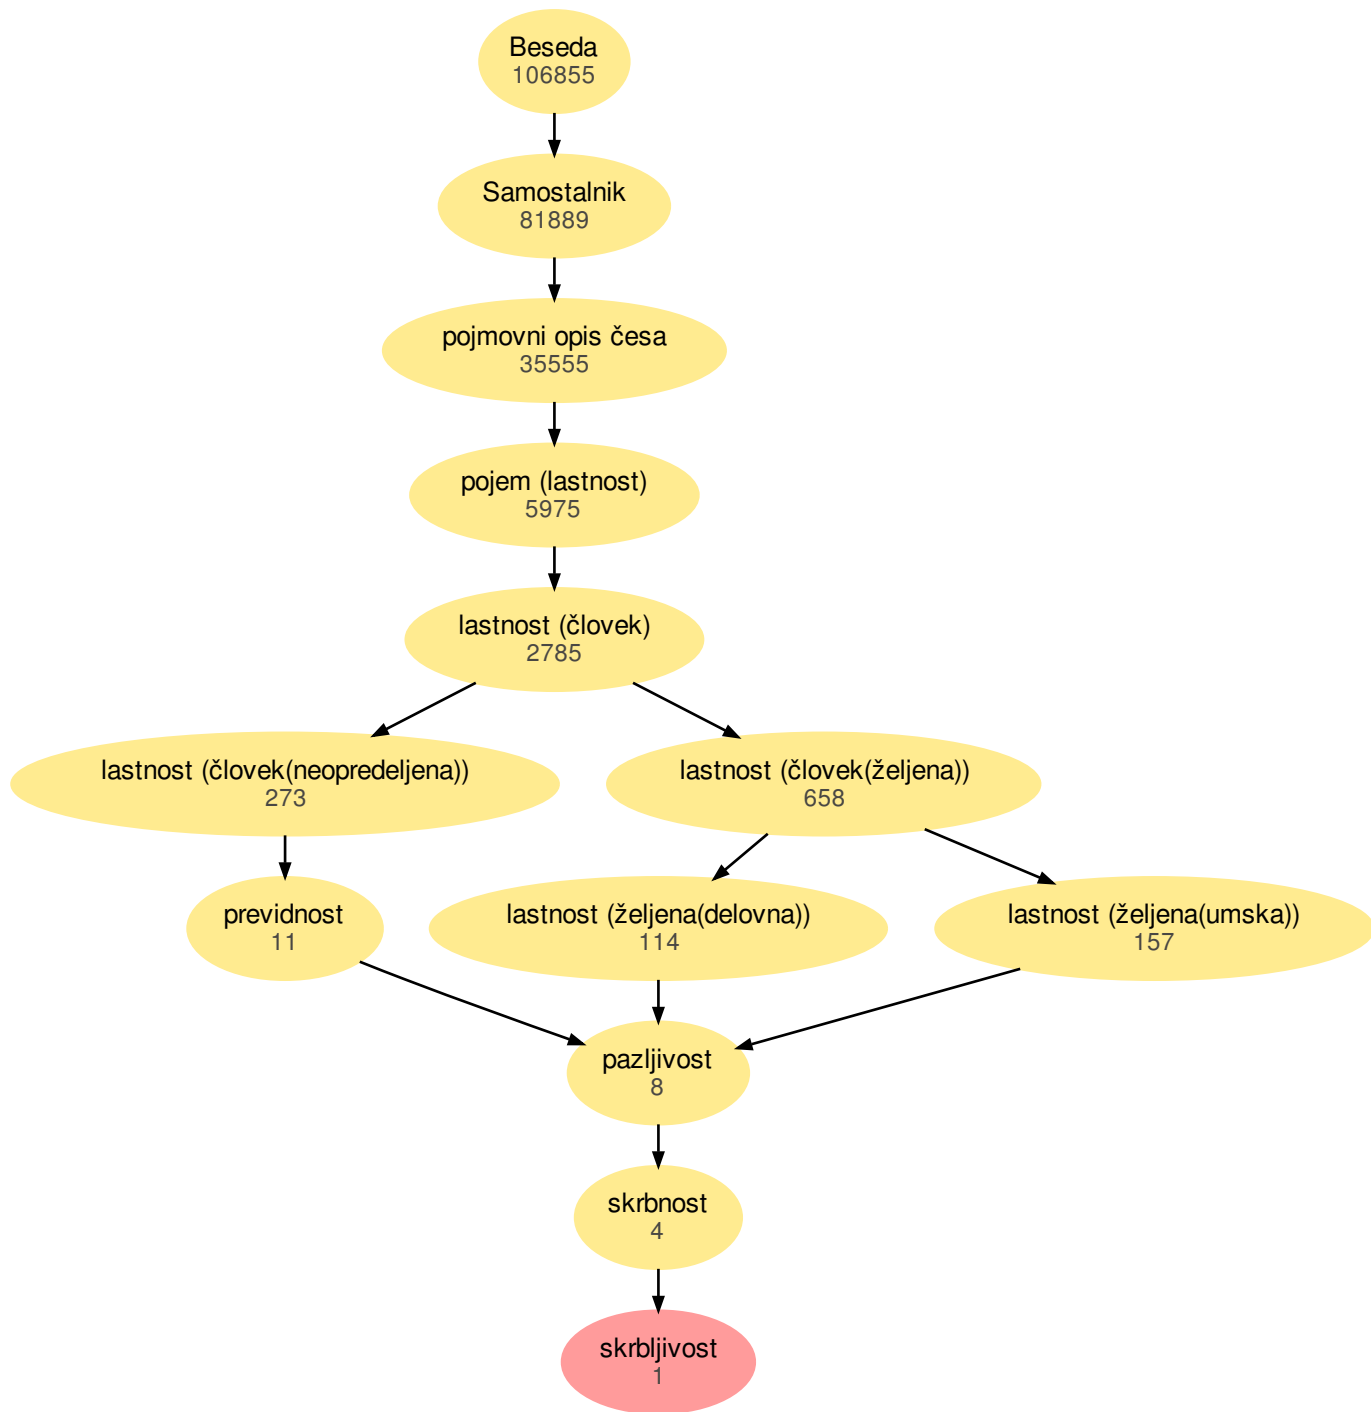 Beseda
106855
Samostalnik
81889
pojmovni opis česa
35555
pojem (lastnost)
5975
lastnost (človek)
2785
lastnost (človek(neopredeljena))
273
lastnost (človek(željena))
658
previdnost
11
lastnost (željena(delovna))
114
lastnost (željena(umska))
157
pazljivost
8
skrbnost
4
skrbljivost
1